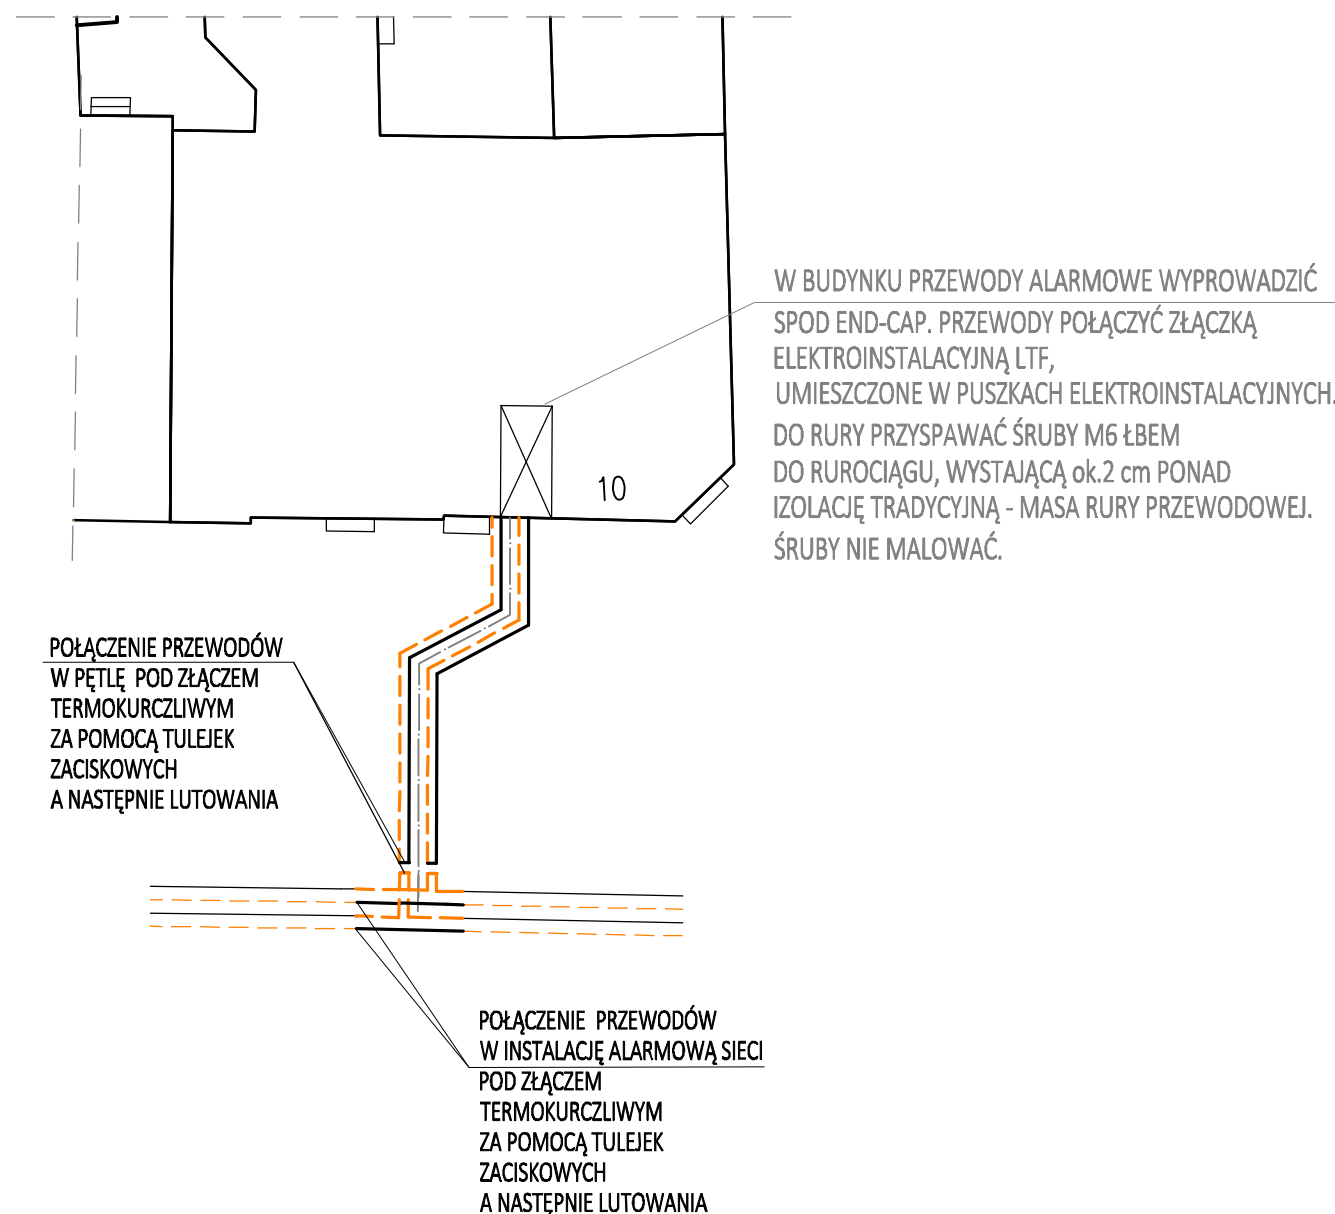 W BUDYNKU PRZEWODY ALARMOWE WYPROWADZIĆ
SPOD END-CAP. PRZEWODY POŁĄCZYĆ ZŁĄCZKĄ
ELEKTROINSTALACYJNĄ LTF,
UMIESZCZONE W PUSZKACH ELEKTROINSTALACYJNYCH.
DO RURY PRZYSPAWAĆ ŚRUBY M6 ŁBEM
DO RUROCIĄGU, WYSTAJĄCĄ ok.2 cm PONAD
IZOLACJĘ TRADYCYJNĄ - MASA RURY PRZEWODOWEJ.
ŚRUBY NIE MALOWAĆ.
10
POŁĄCZENIE PRZEWODÓW
W PĘTLĘ POD ZŁĄCZEM
TERMOKURCZLIWYM
ZA POMOCĄ TULEJEK
ZACISKOWYCH
A NASTĘPNIE LUTOWANIA
POŁĄCZENIE PRZEWODÓW
W INSTALACJĘ ALARMOWĄ SIECI
POD ZŁĄCZEM
TERMOKURCZLIWYM
ZA POMOCĄ TULEJEK
ZACISKOWYCH
A NASTĘPNIE LUTOWANIA